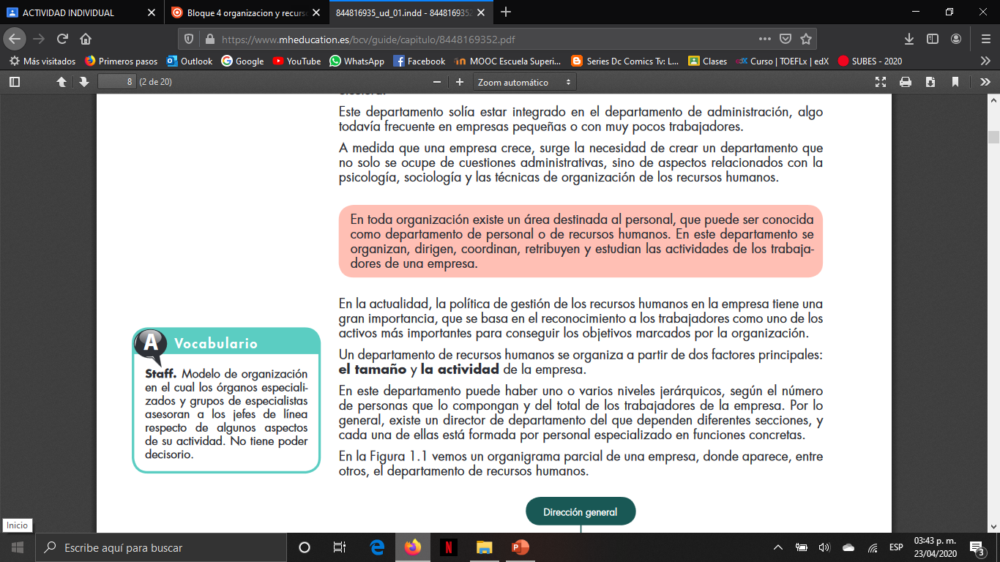 ACTIVIDAD INDIVIDUAL
Bloque 4 organizacion y recurs
844816935_ud_01.indd - 844816935
https://www.mheducation.es/bcv/guide/capitulo/8448169352.pdf
Más visitados
Primeros pasos
Outlook
Google
YouTube
WhatsApp
Facebook
MOOC Escuela Superi...
Series Dc Comics Tv: L...
Clases
Curso | TOEFLx | edX
SUBES - 2020
8 (2 de 20)
Zoom automático
Este departamento solía estar integrado en el departamento de administración, algo
todavía frecuente en empresas pequeñas o con muy pocos trabajadores.
A medida que una empresa crece, surge la necesidad de crear un departamento que
no solo se ocupe de cuestiones administrativas, sino de aspectos relacionados con la
psicología, sociología y las técnicas de organización de los recursos humanos.
En toda organización existe un área destinada al personal, que puede ser conocida
como departamento de personal o de recursos humanos. En este departamento se
organizan, dirigen, coordinan, retribuyen y estudian las actividades de los trabaja-
dores de una empresa.
En la actualidad, la política de gestión de los recursos humanos en la empresa tiene una
gran importancia, que se basa en el reconocimiento a los trabajadores como uno de los
activos más importantes para conseguir los objetivos marcados por la organización.
Un departamento de recursos humanos se organiza a partir de dos factores principales:
el tamaño y la actividad de la empresa.
En este departamento puede haber uno o varios niveles jerárquicos, según el número
de personas que lo compongan y del total de los trabajadores de la empresa. Por lo
general, existe un director de departamento del que dependen diferentes secciones, y
cada una de ellas está formada por personal especializado en funciones concretas.
En la Figura 1.1 vemos un organigrama parcial de una empresa, donde aparece, entre
otros, el departamento de recursos humanos.
A Vocabulario
Staff. Modelo de organización
en el cual los órganos especiali-
zados y grupos de especialistas
asesoran a los jefes de línea
respecto de algunos aspectos
de su actividad. No tiene poder
decisorio.
Dirección general
Inicio
Escribe aquí para buscar
ESP
03:43 p. m.
23/04/2020
3